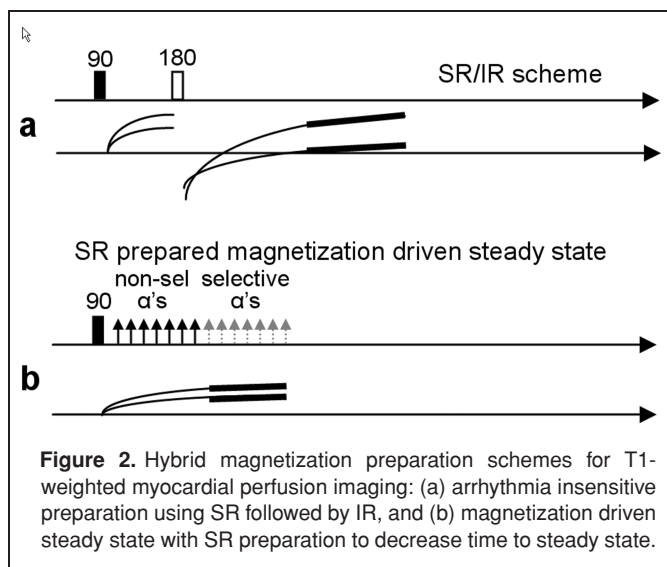 90 180
SR/IR scheme
a
SR prepared magnetization driven steady state
non-sel selective
90 α's α's
b
Figure 2. Hybrid magnetization preparation schemes for T1-
weighted myocardial perfusion imaging: (a) arrhythmia insensitive
preparation using SR followed by IR, and (b) magnetization driven
steady state with SR preparation to decrease time to steady state.